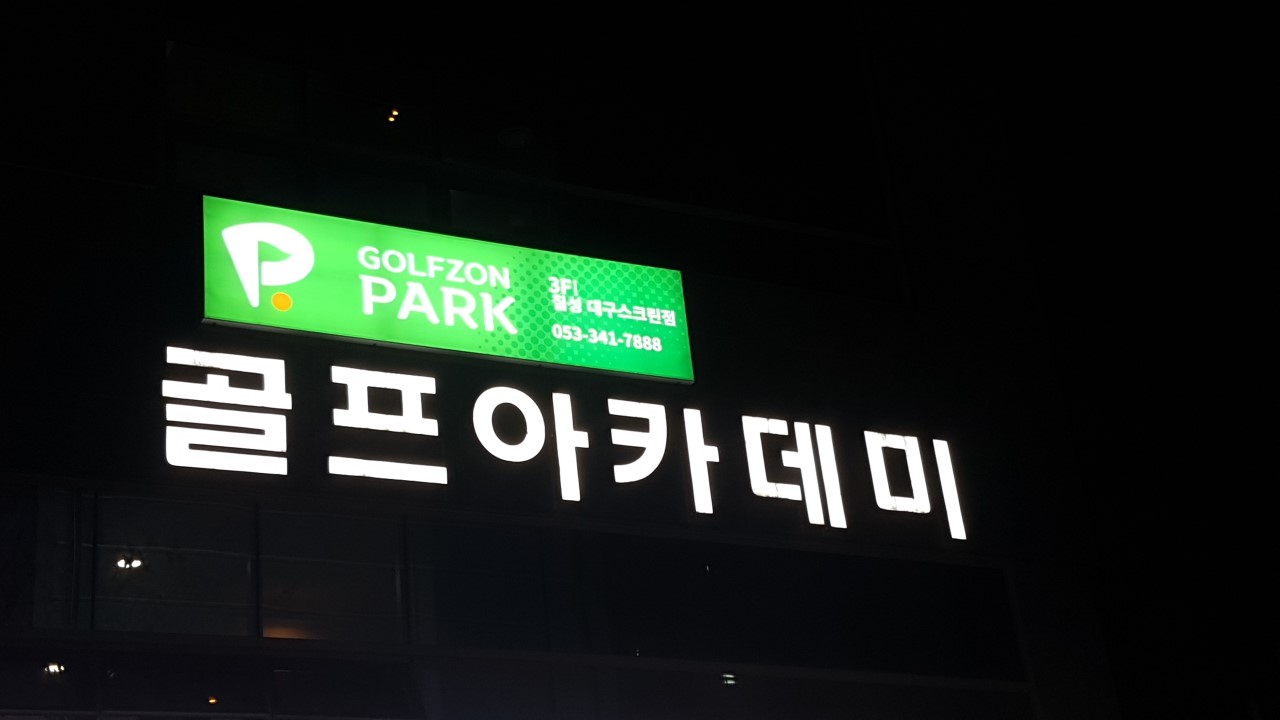 GOLFZON
PARK
3F|
월성 대구스크린점
053-341-7888
골프아카데미